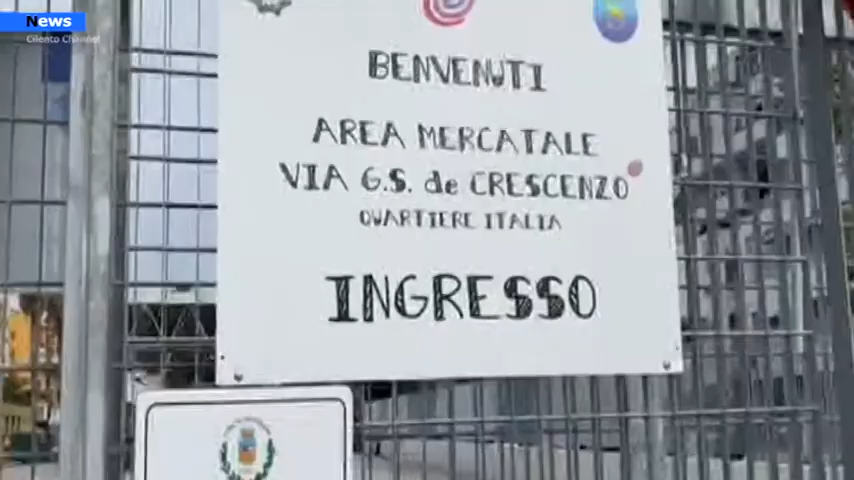 News
Cilento Channel
BENVENUTI
AREA MERCATALE
VIA G.S. de CRESCENZO
QUARTIERE ITALIA
INGRESSO